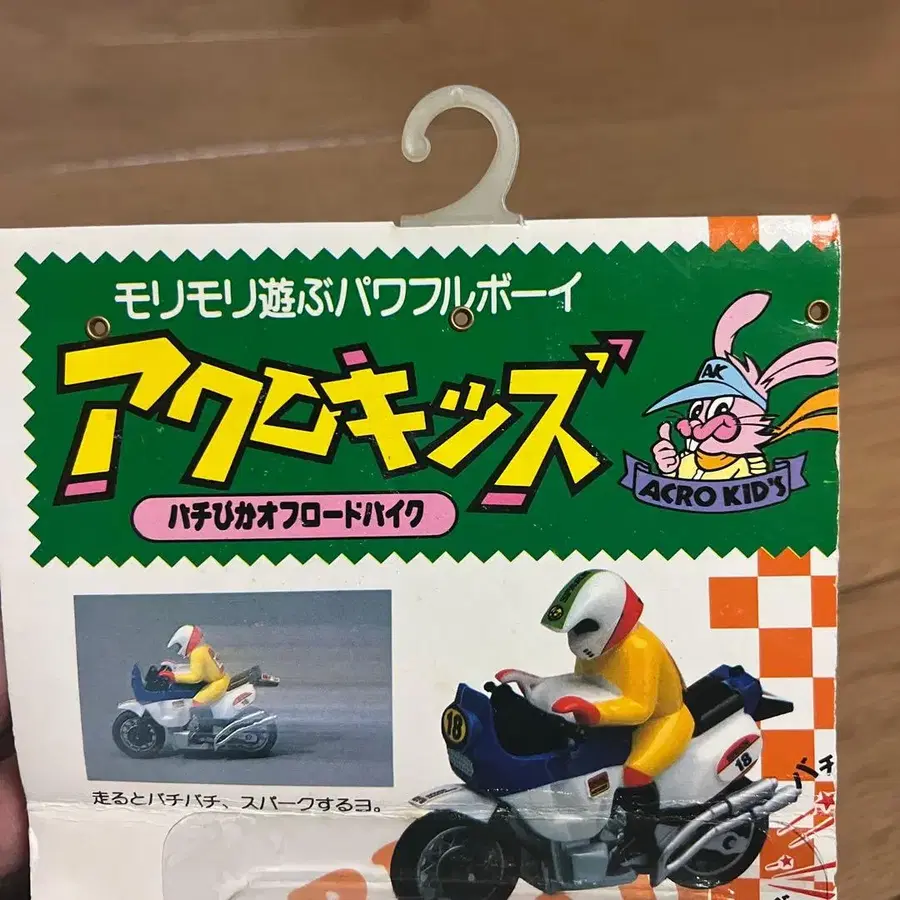 モリモリ遊ぶパワフルボーイ
アクロキッズ
AK
ACRO KID'S
パチぴかオフロードバイク
18
18
走るとパチパチ、スパークするヨ。